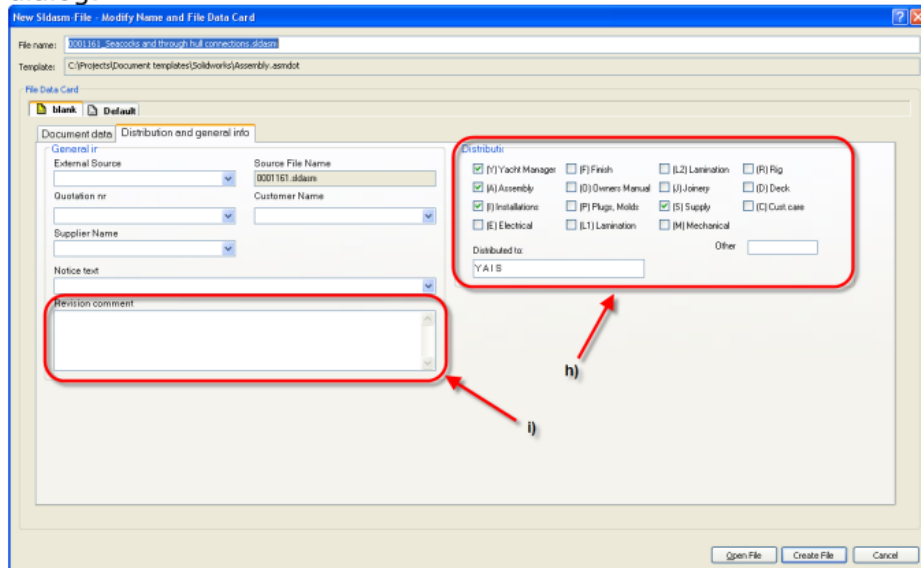 dialog.
New Sldasm-File - Modify Name and File Data Card
File name: 0001161_Seacocks and through hull connections.sldasm
Template: C:\Projects\Document templates\Solidworks\Assembly.asmdot
File Data Card
blank Default
Document data Distribution and general info
General ir
External Source Source File Name
0001161.sldasm
Quotation nr Customer Name
Supplier Name
Notice text
Revision comment
Distributi
(Y) Yacht Manager (F) Finish (L2) Lamination (R) Rig
(A) Assembly (O) Owners Manual (J) Joinery (D) Deck
(I) Installations (P) Plugs, Molds (S) Supply (C) Cust.care
(E) Electrical (L1) Lamination (M) Mechanical
Distributed to: Other
Y A I S
h)
i)
Open File Create File Cancel